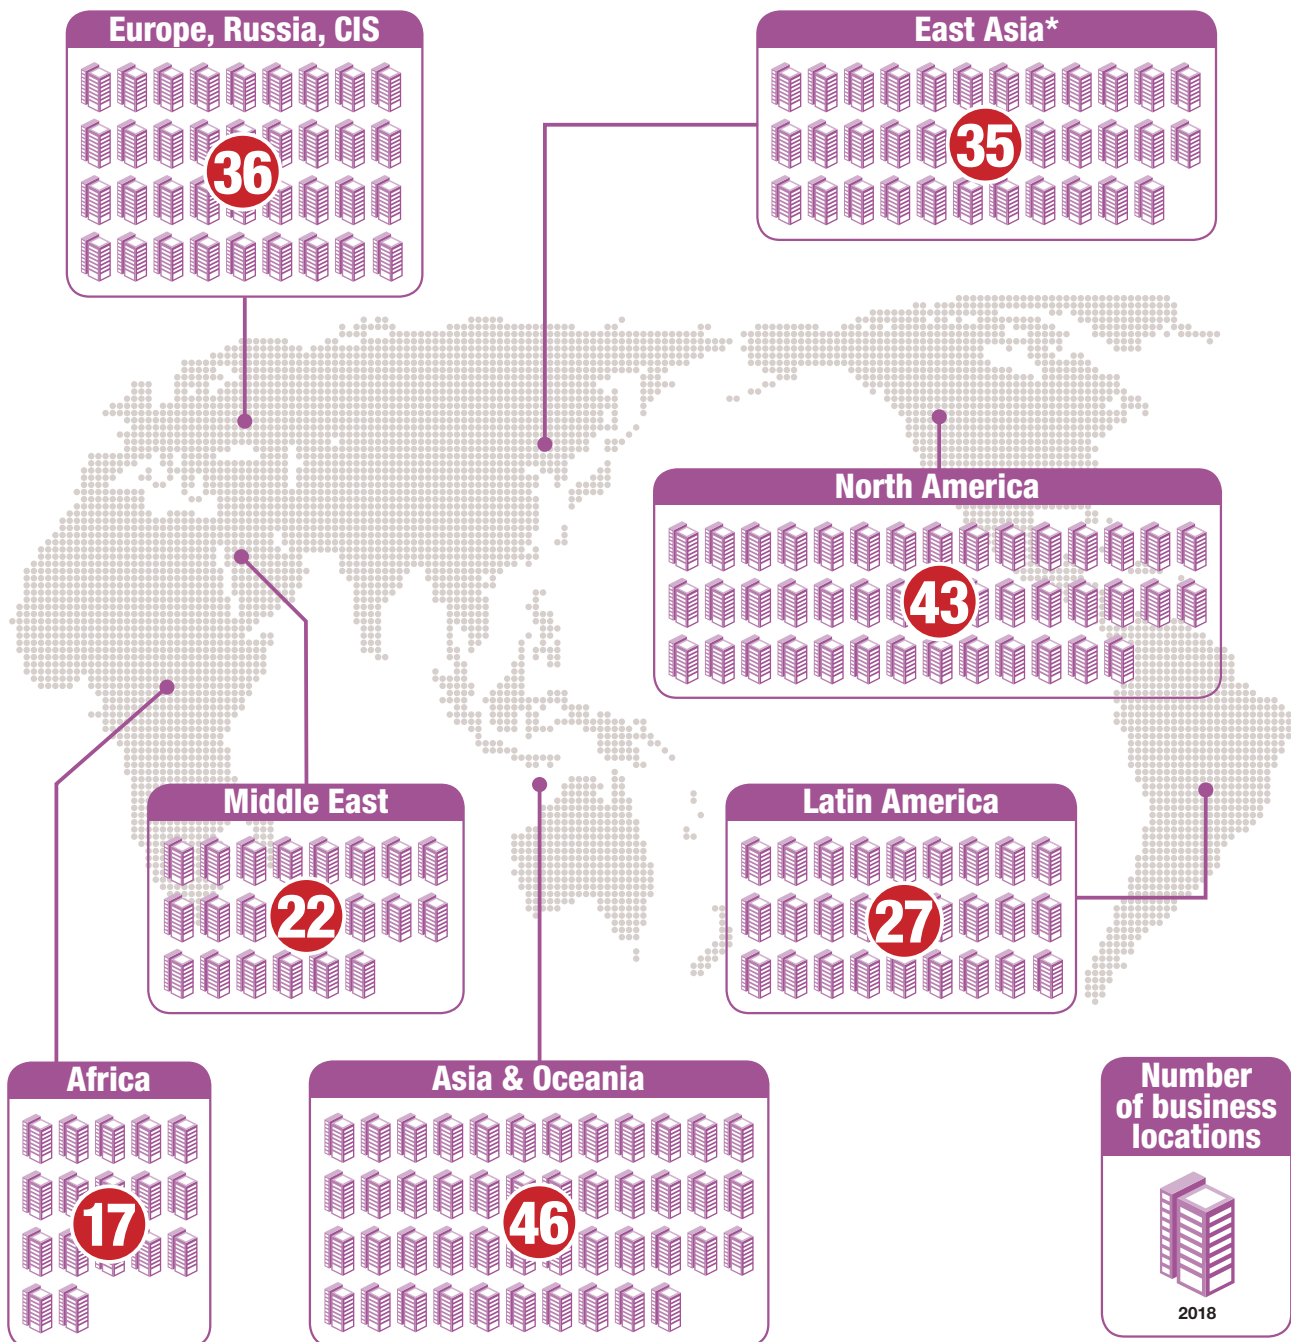 Europe, Russia, CIS
36
East Asia*
35
North America
43
Middle East
22
Latin America
27
Africa
17
Asia & Oceania
46
Number
of business
locations
2018